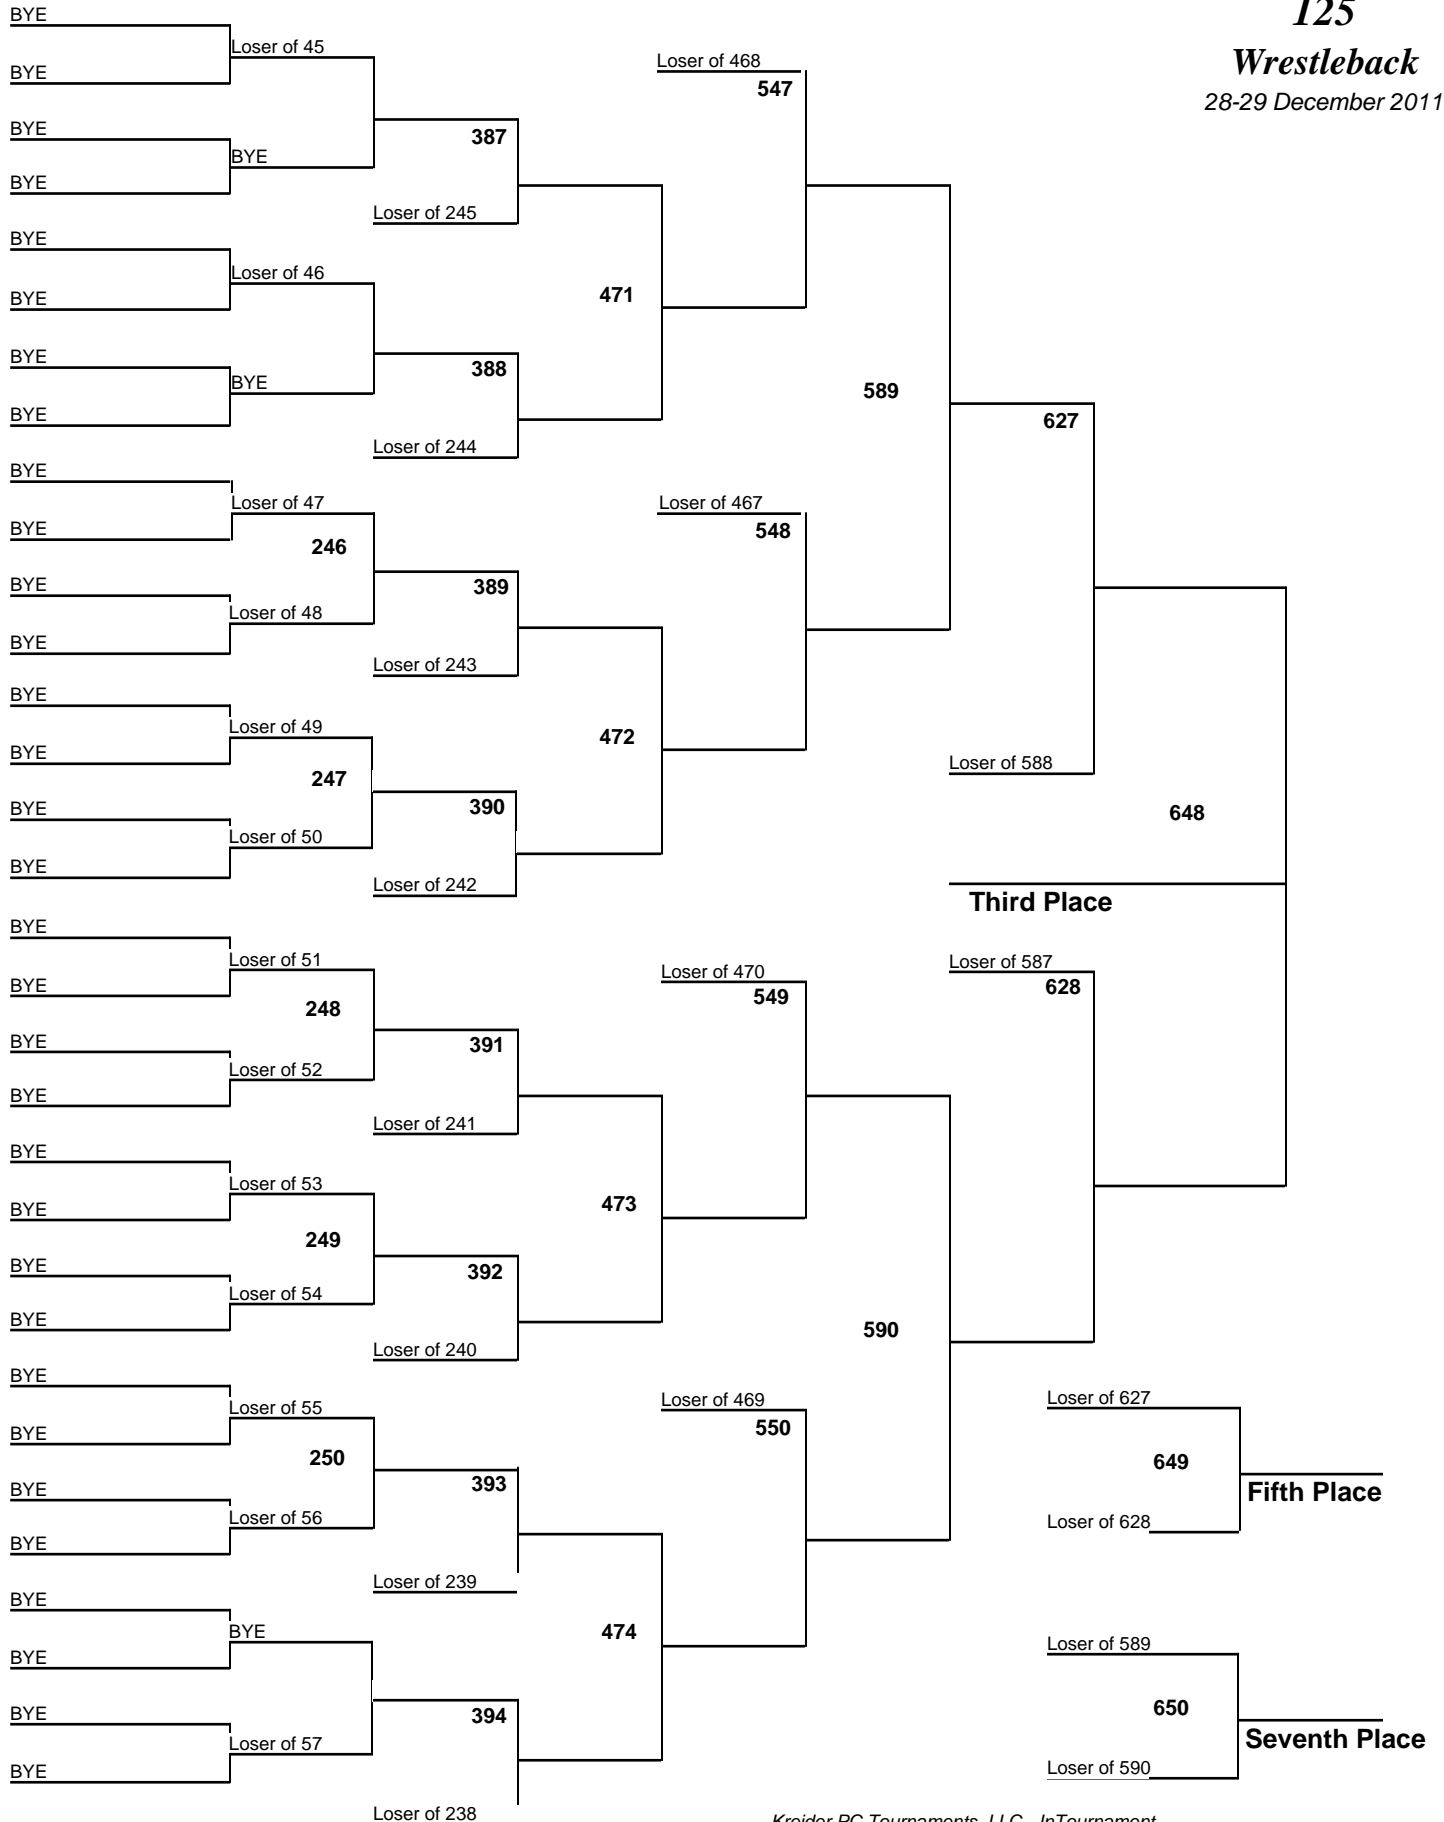 125
Wrestleback
28-29 December 2011
BYE
Loser of 45
BYE
BYE
BYE
BYE
387
Loser of 245
BYE
Loser of 46
BYE
BYE
BYE
BYE
388
Loser of 244
471
Loser of 468
547
BYE
Loser of 47
BYE
246
BYE
Loser of 48
BYE
389
Loser of 243
BYE
Loser of 49
BYE
247
BYE
Loser of 50
BYE
390
Loser of 242
472
Loser of 467
548
589
627
Loser of 588
648
Third Place
BYE
Loser of 51
BYE
248
BYE
Loser of 52
BYE
391
Loser of 241
BYE
Loser of 53
BYE
249
BYE
Loser of 54
BYE
392
Loser of 240
473
Loser of 470
549
Loser of 587
628
590
BYE
Loser of 55
BYE
250
BYE
Loser of 56
BYE
393
Loser of 239
BYE
BYE
BYE
BYE
Loser of 57
BYE
394
Loser of 238
474
Loser of 469
550
Loser of 627
649
Fifth Place
Loser of 628
Loser of 589
650
Seventh Place
Loser of 590
Kreider PC Tournaments, LLC - InTournament